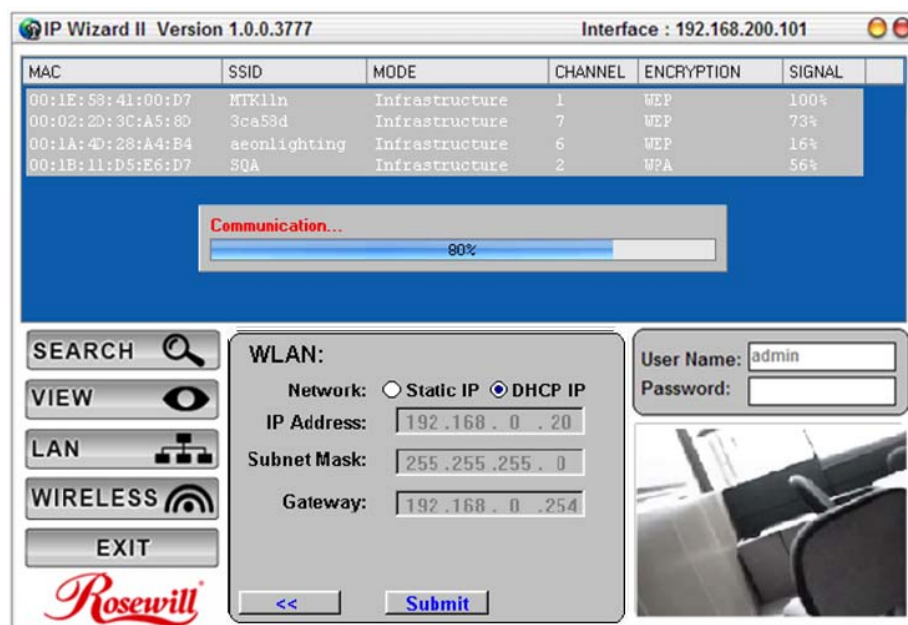 IP Wizard II Version 1.0.0.3777 Interface : 192.168.200.101
MAC SSID MODE CHANNEL ENCRYPTION SIGNAL
00:1E:58:41:00:D7 MTK11n Infrastructure 1 WEP 100%
00:02:2D:3C:A5:8D 3ca58d Infrastructure 7 WEP 73%
00:1A:4D:28:A4:B4 aeonlighting Infrastructure 6 WEP 16%
00:1B:11:D5:E6:D7 SQA Infrastructure 2 WPA 56%
Communication...
80%
SEARCH
VIEW
LAN
WIRELESS
EXIT
Rosewill
WLAN:
Network: Static IP DHCP IP
IP Address: 192.168. 0 .20
Subnet Mask: 255.255.255. 0
Gateway: 192.168. 0 .254
<< Submit
User Name: admin
Password: